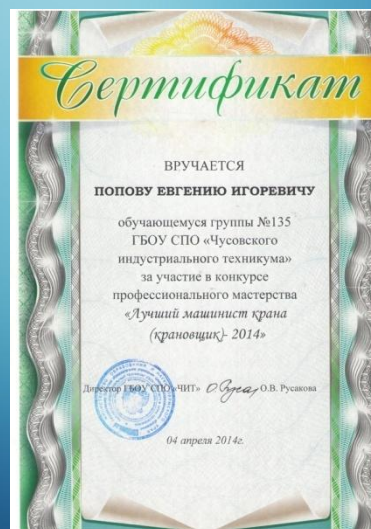 Сертификат
ВРУЧАЕТСЯ
ПОПОВУ ЕВГЕНИЮ ИГОРЕВИЧУ
обучающемуся группы №135
ГБОУ СПО «Чусовского
индустриального техникума»
за участие в конкурсе
профессионального мастерства
«Лучший машинист крана
(крановщик)- 2014»
Директор ГБОУ СПО «ЧИТ» О.В. Русакова
04 апреля 2014г.